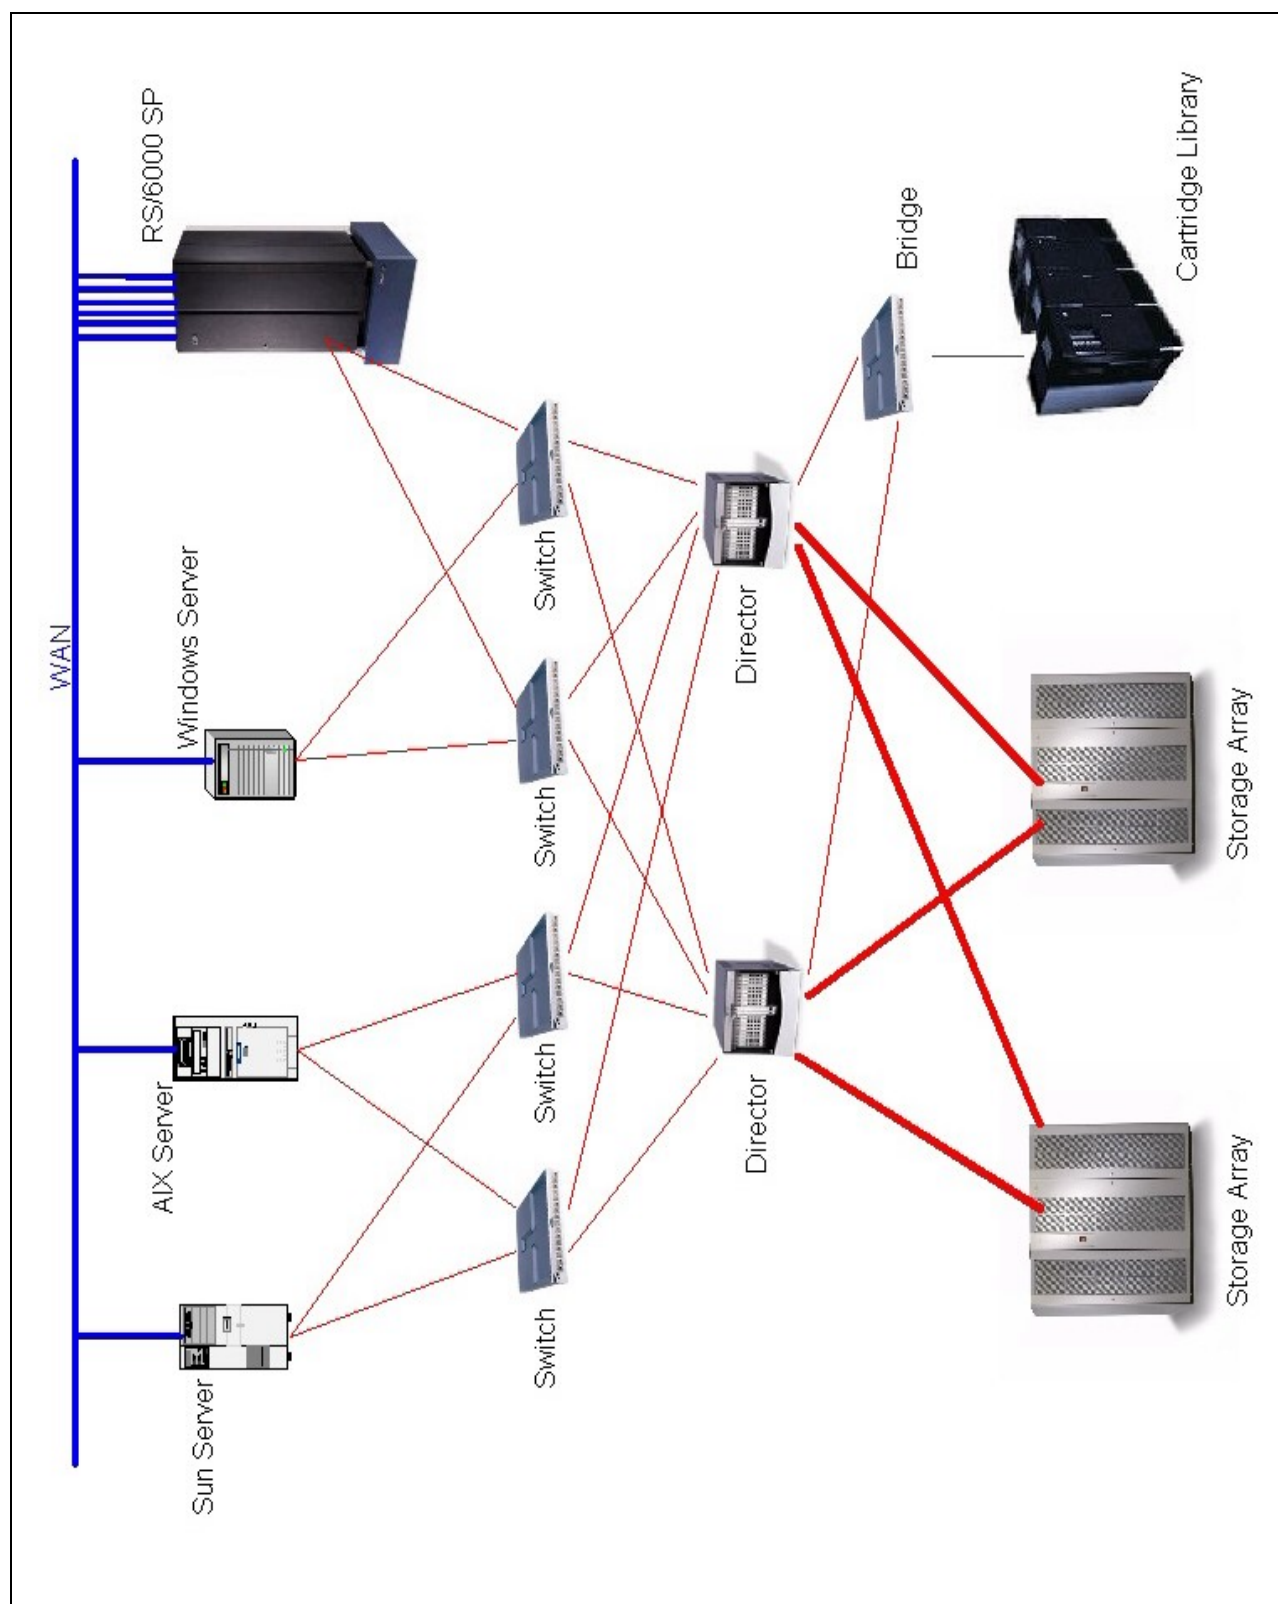 WAN
Sun Server
AIX Server
Windows Server
RS/6000 SP
Switch
Switch
Switch
Switch
Director
Director
Bridge
Storage Array
Storage Array
Cartridge Library